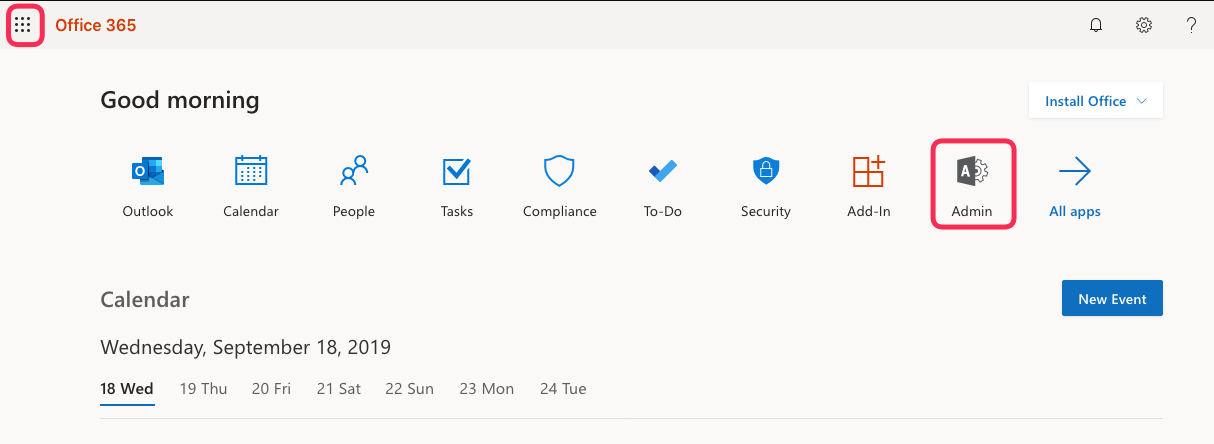 Office 365
?
Good morning
Install Office
Outlook
Calendar
People
Tasks
Compliance
To-Do
Security
Add-In
Admin
All apps
Calendar
New Event
Wednesday, September 18, 2019
18 Wed 19 Thu 20 Fri 21 Sat 22 Sun 23 Mon 24 Tue